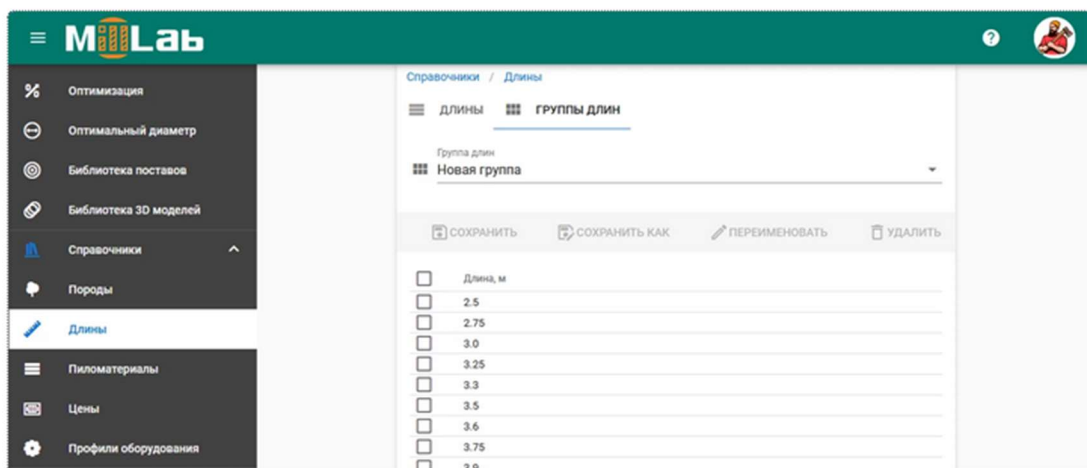 MillLab
Оптимизация
Оптимальный диаметр
Библиотека поставов
Библиотека 3D моделей
Справочники
Породы
Длины
Пиломатериалы
Цены
Профили оборудования
Справочники / Длины
ДЛИНЫ ГРУППЫ ДЛИН
Группа длин
Новая группа
СОХРАНИТЬ СОХРАНИТЬ КАК ПЕРЕИМЕНОВАТЬ УДАЛИТЬ
Длина, м
2.5
2.75
3.0
3.25
3.3
3.5
3.6
3.75